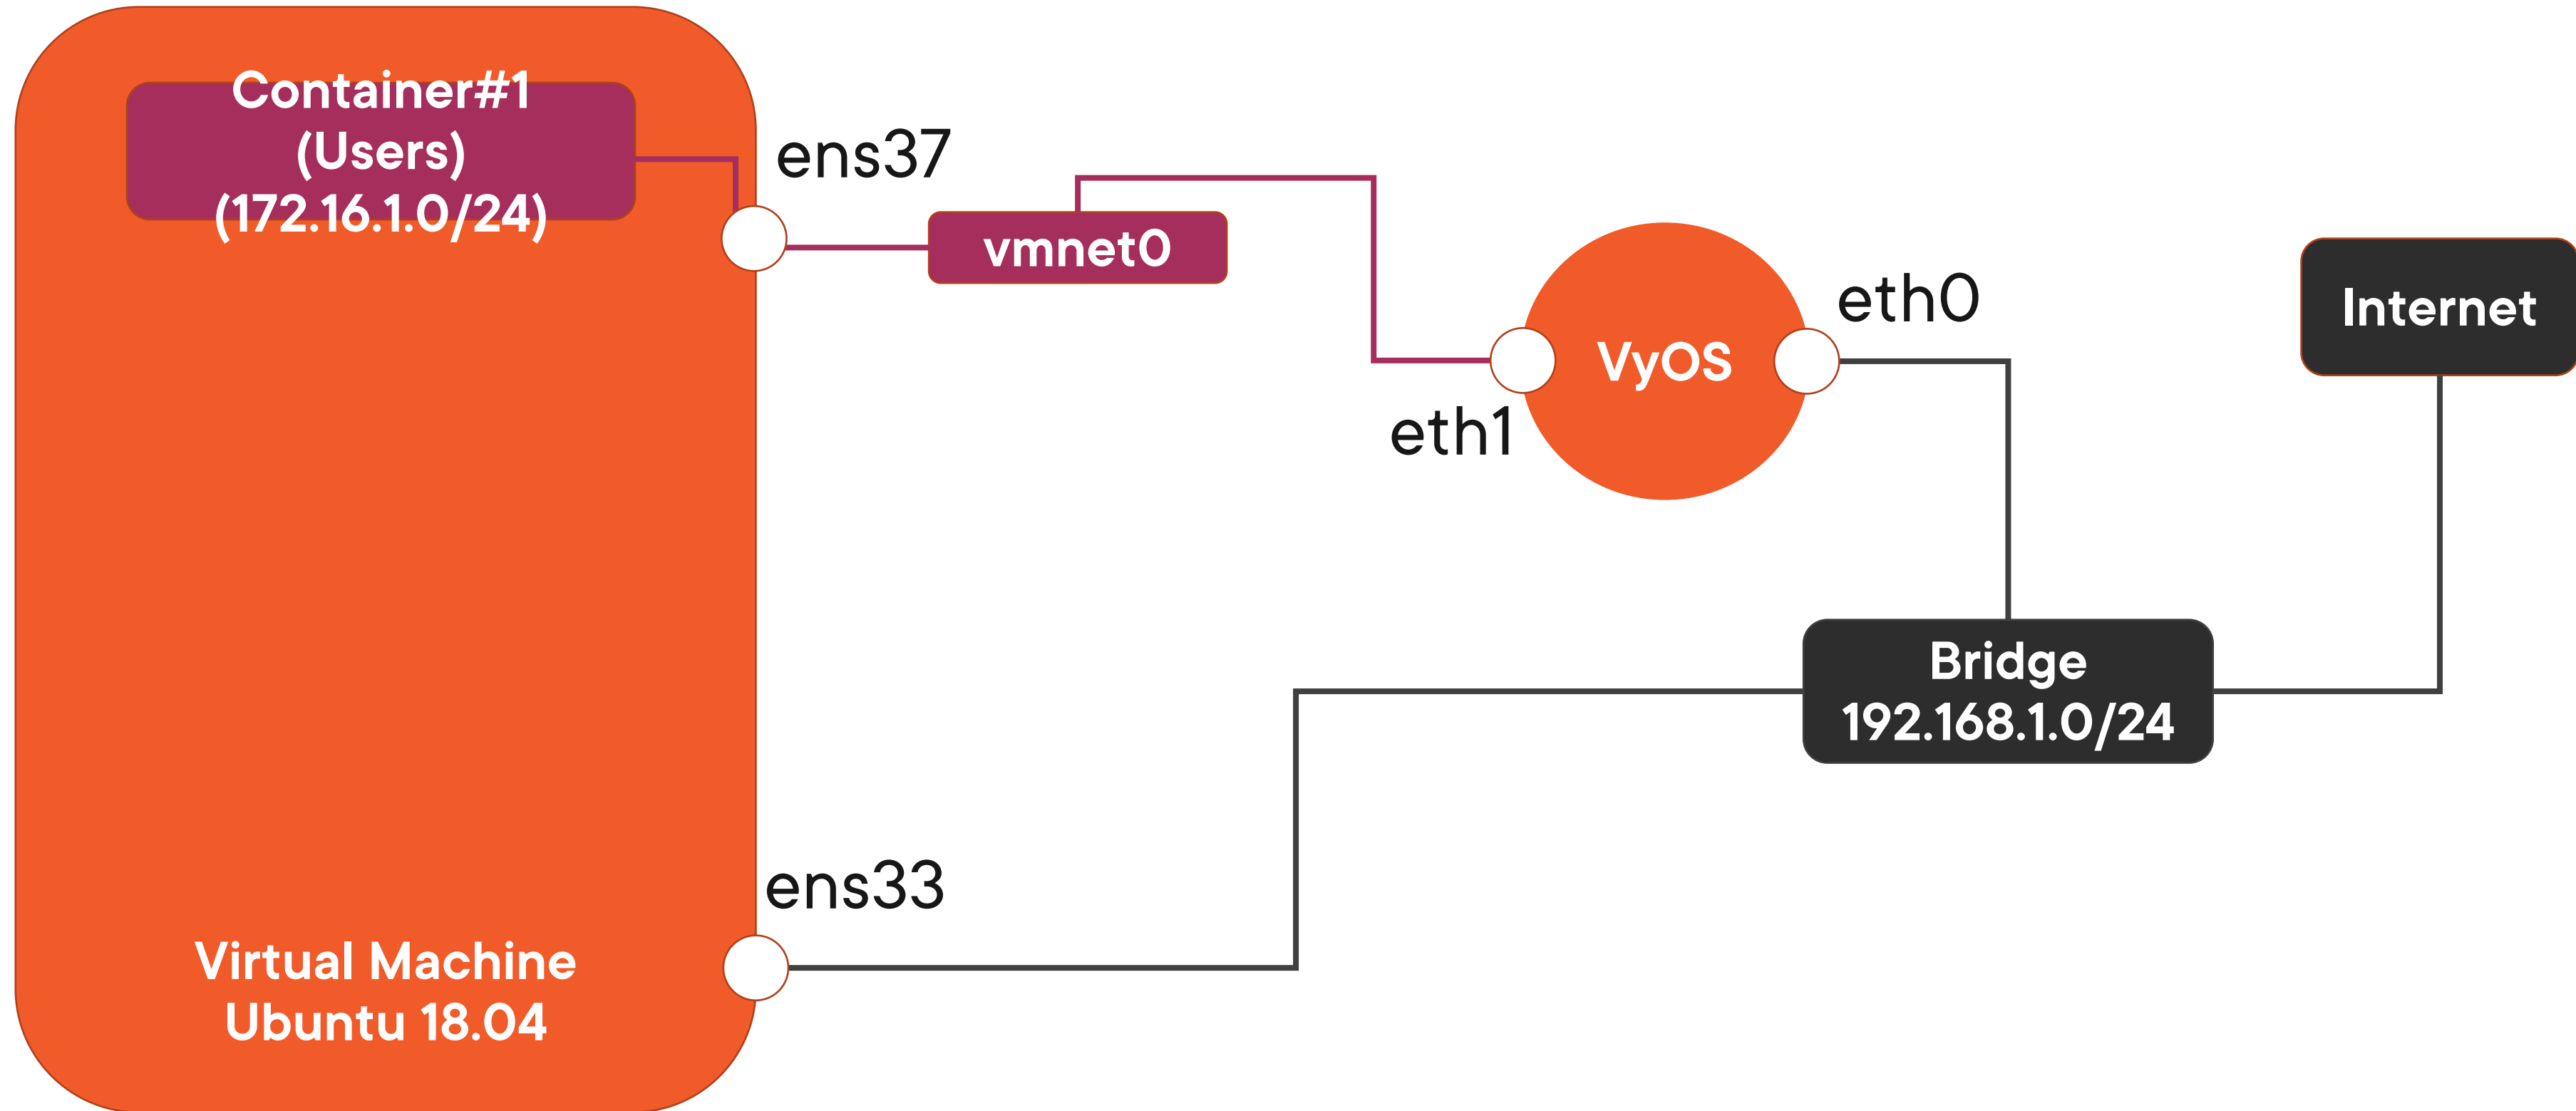 Container#1
(Users)
(172.16.1.0/24)
ens37
vmnet0
eth1
VyOS
eth0
Internet
Bridge
192.168.1.0/24
ens33
Virtual Machine
Ubuntu 18.04